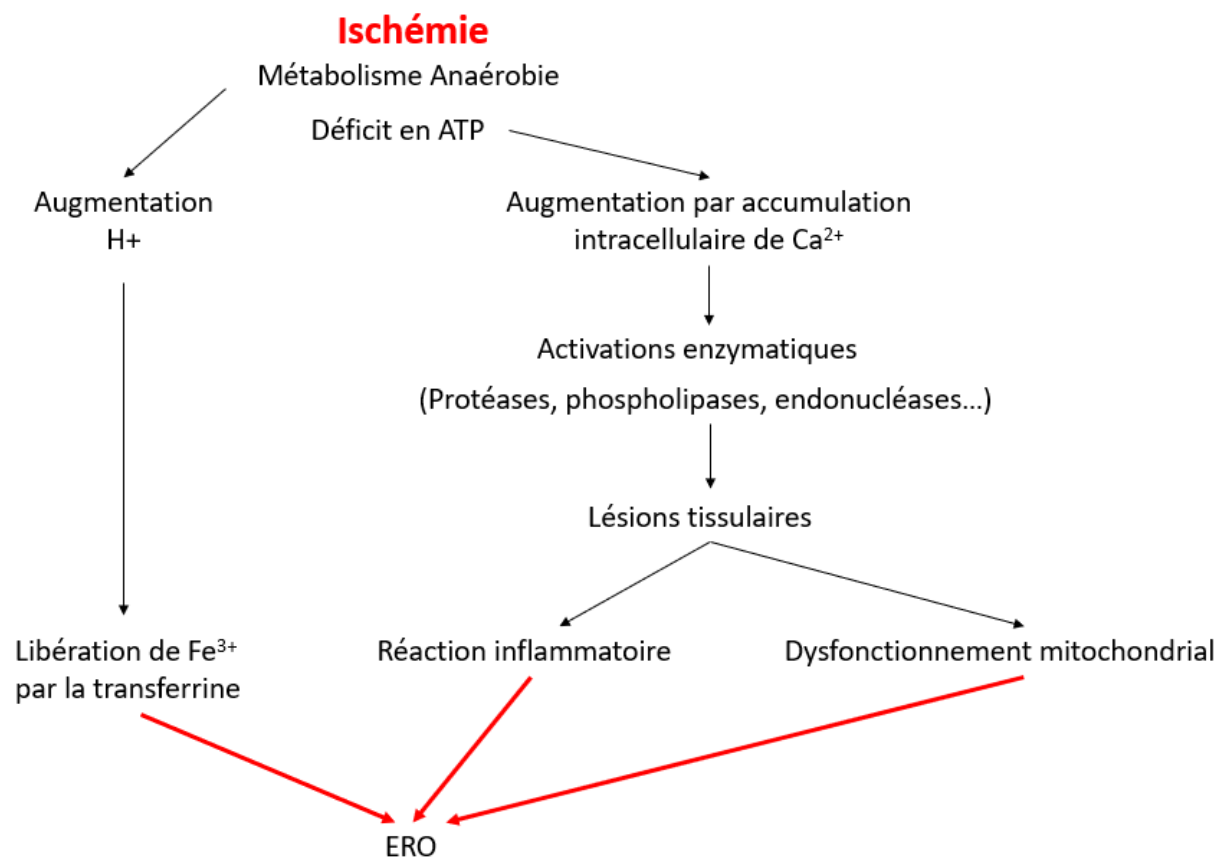 Ischémie
Métabolisme Anaérobie
Déficit en ATP
Augmentation
H+
Augmentation par accumulation
intracellulaire de Ca²⁺
Activations enzymatiques
(Protéases, phospholipases, endonucléases...)
Lésions tissulaires
Libération de Fe³⁺
par la transferrine
Réaction inflammatoire
Dysfonctionnement mitochondrial
ERO